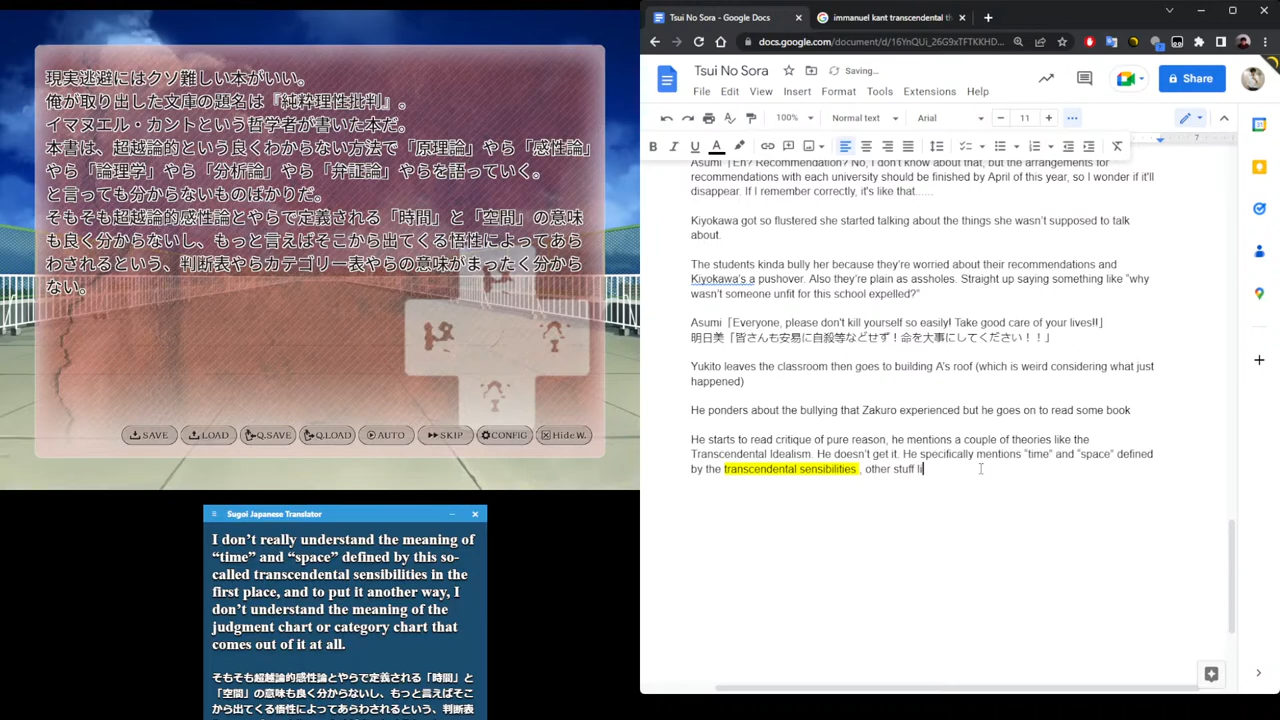 現実逃避にはクソ難しい本がいい。
俺が取り出した文庫の題名は『純粋理性批判』。
イマヌエル・カントという哲学者が書いた本だ。
本書は、超越論的という良くわからない方法で「原理論」やら「感性論」
やら「論理学」やら「分析論」やら「弁証論」やらを語っていく。
と言っても分からないものばかりだ。
そもそも超越論的感性論とやらで定義される「時間」と「空間」の意味
も良く分からないし、もっと言えばそこから出てくる悟性によってあら
わされるという、判断表やらカテゴリー表やらの意味がまったく分から
ない。
SAVE LOAD Q.SAVE Q.LOAD AUTO SKIP CONFIG Hide W.
Sugoi Japanese Translator
I don't really understand the meaning of
“time” and “space” defined by this so-
called transcendental sensibilities in the
first place, and to put it another way, I
don't understand the meaning of the
judgment chart or category chart that
comes out of it at all.
そもそも超越論的感性論とやらで定義される「時間」と
「空間」の意味も良く分からないし、もっと言えばそこ
から出てくる悟性によってあらわされるという、判断表
Tsui No Sora - Google Docs
immanuel kant transcendental th
docs.google.com/document/d/16YnQUi_26G9xTFTKKHD...
Tsui No Sora
Saving...
File Edit View Insert Format Tools Extensions Help
Share
100% Normal text Arial 11
7
Asumi「Eh? Recommendation? No, I don't know about that, but the arrangements for
recommendations with each university should be finished by April of this year, so I wonder if it'll
disappear. If I remember correctly, it's like that......
Kiyokawa got so flustered she started talking about the things she wasn't supposed to talk
about.
The students kinda bully her because they're worried about their recommendations and
Kiyokawa's a pushover. Also they're plain as assholes. Straight up saying something like “why
wasn't someone unfit for this school expelled?”
Asumi「Everyone, please don't kill yourself so easily! Take good care of your lives!!」
明日美「皆さんも安易に自殺等などせず！命を大事にしてください！！」
Yukito leaves the classroom then goes to building A's roof (which is weird considering what just
happened)
He ponders about the bullying that Zakuro experienced but he goes on to read some book
He starts to read critique of pure reason, he mentions a couple of theories like the
Transcendental Idealism. He doesn't get it. He specifically mentions “time” and “space” defined
by the transcendental sensibilities , other stuff li